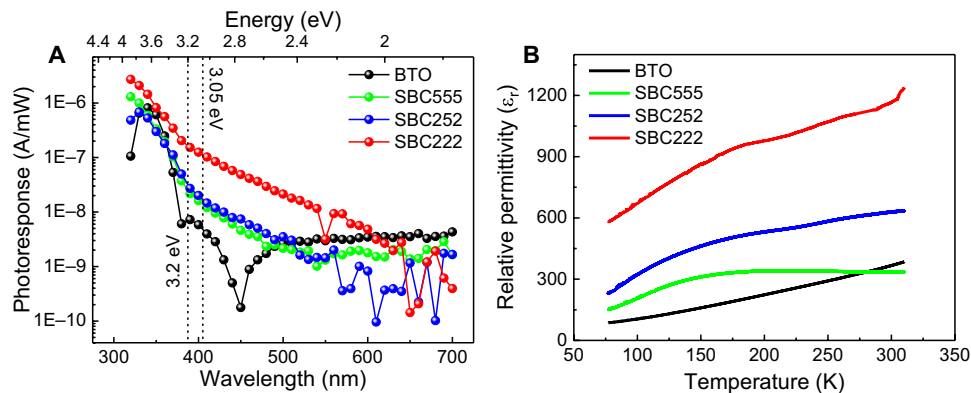 Energy (eV)
4.4 4 3.6 3.2 2.8 2.4 2
A
BTO
SBC555
SBC252
SBC222
3.05 eV
3.2 eV
Photoresponse (A/mW)
1E–6
1E–7
1E–8
1E–9
1E–10
300 400 500 600 700
Wavelength (nm)
B
BTO
SBC555
SBC252
SBC222
Relative permittivity (εr)
1200
900
600
300
0
50 100 150 200 250 300 350
Temperature (K)